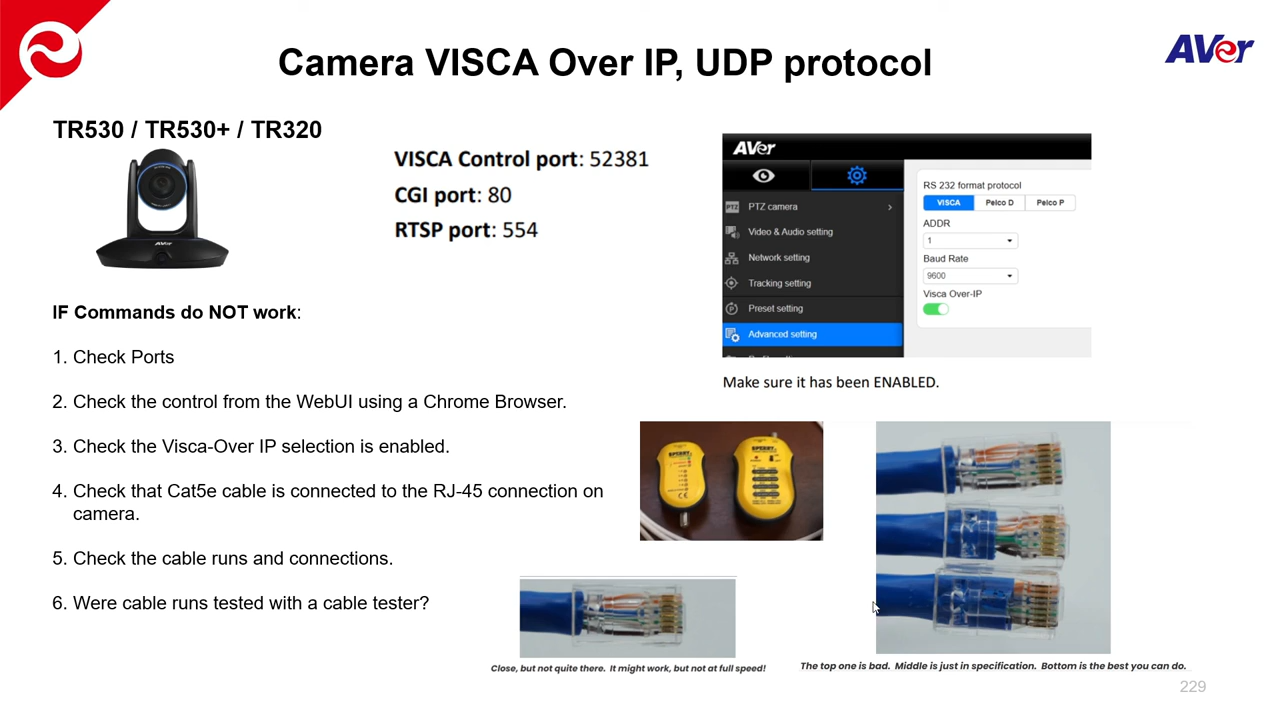 Camera VISCA Over IP, UDP protocol
AVer
TR530 / TR530+ / TR320
AVer
VISCA Control port: 52381
CGI port: 80
RTSP port: 554
AVer
PTZ
PTZ camera
Video & Audio setting
Network setting
Tracking setting
Preset setting
Advanced setting
RS 232 format protocol
VISCA
Pelco D
Pelco P
ADDR
1
Baud Rate
9600
Visca Over-IP
Make sure it has been ENABLED.
IF Commands do NOT work:
1. Check Ports
2. Check the control from the WebUI using a Chrome Browser.
3. Check the Visca-Over IP selection is enabled.
4. Check that Cat5e cable is connected to the RJ-45 connection on
camera.
5. Check the cable runs and connections.
6. Were cable runs tested with a cable tester?
SPERRY
SPERRY
Close, but not quite there. It might work, but not at full speed!
The top one is bad. Middle is just in specification. Bottom is the best you can do.
229